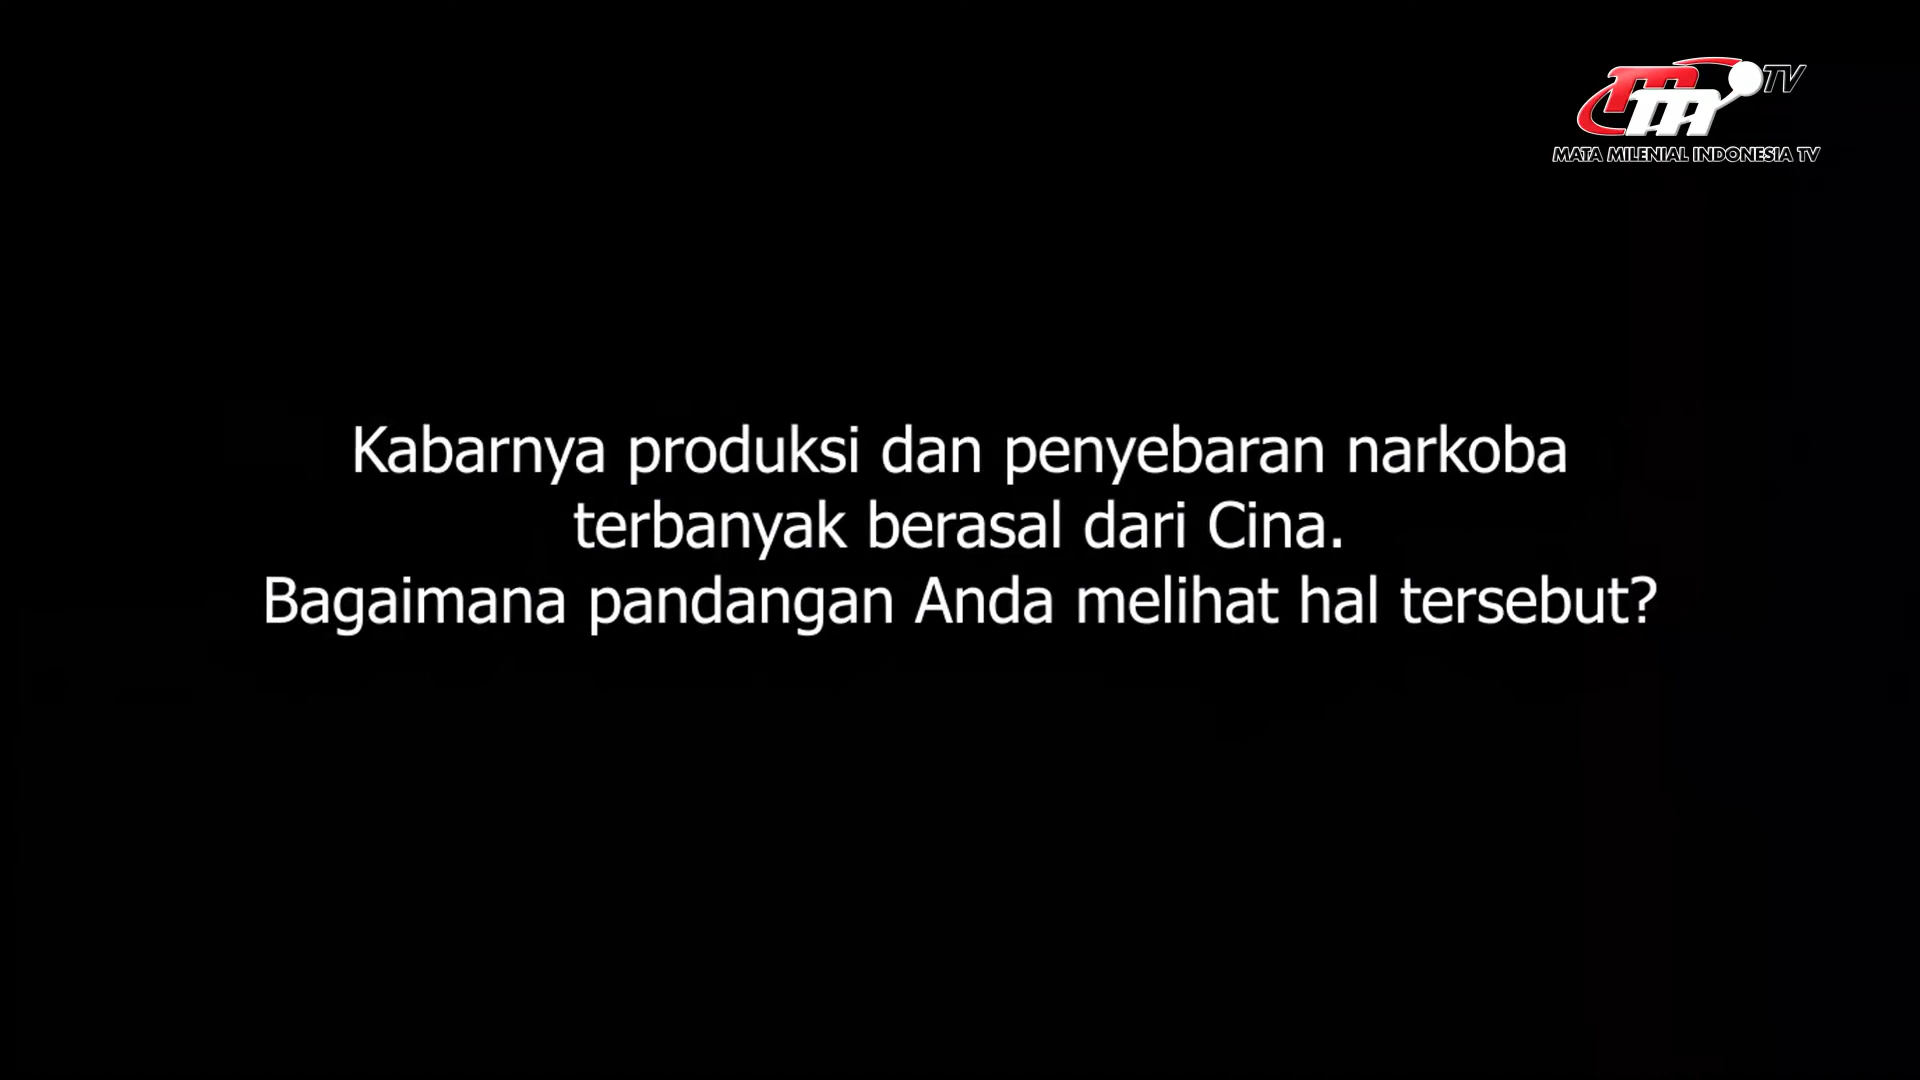 TV
MATA MILENIAL INDONESIA TV
Kabarnya produksi dan penyebaran narkoba
terbanyak berasal dari Cina.
Bagaimana pandangan Anda melihat hal tersebut?